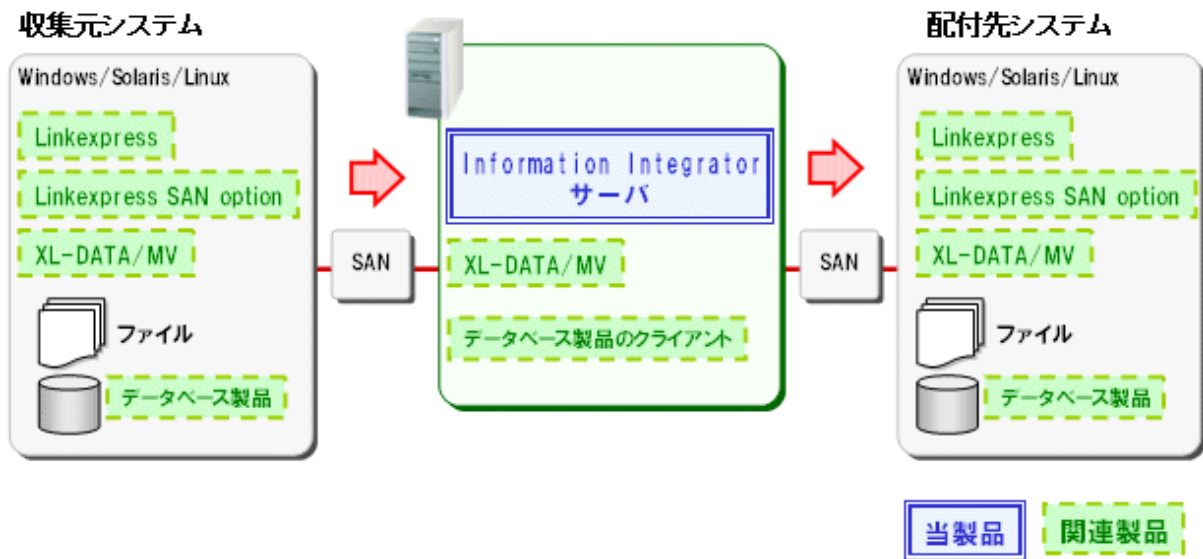 収集元システム
Windows/Solaris/Linux
Linkexpress
Linkexpress SAN option
XL-DATA/MV
ファイル
データベース製品
SAN
Information Integrator
サーバ
XL-DATA/MV
データベース製品のクライアント
SAN
配付先システム
Windows/Solaris/Linux
Linkexpress
Linkexpress SAN option
XL-DATA/MV
ファイル
データベース製品
当製品
関連製品